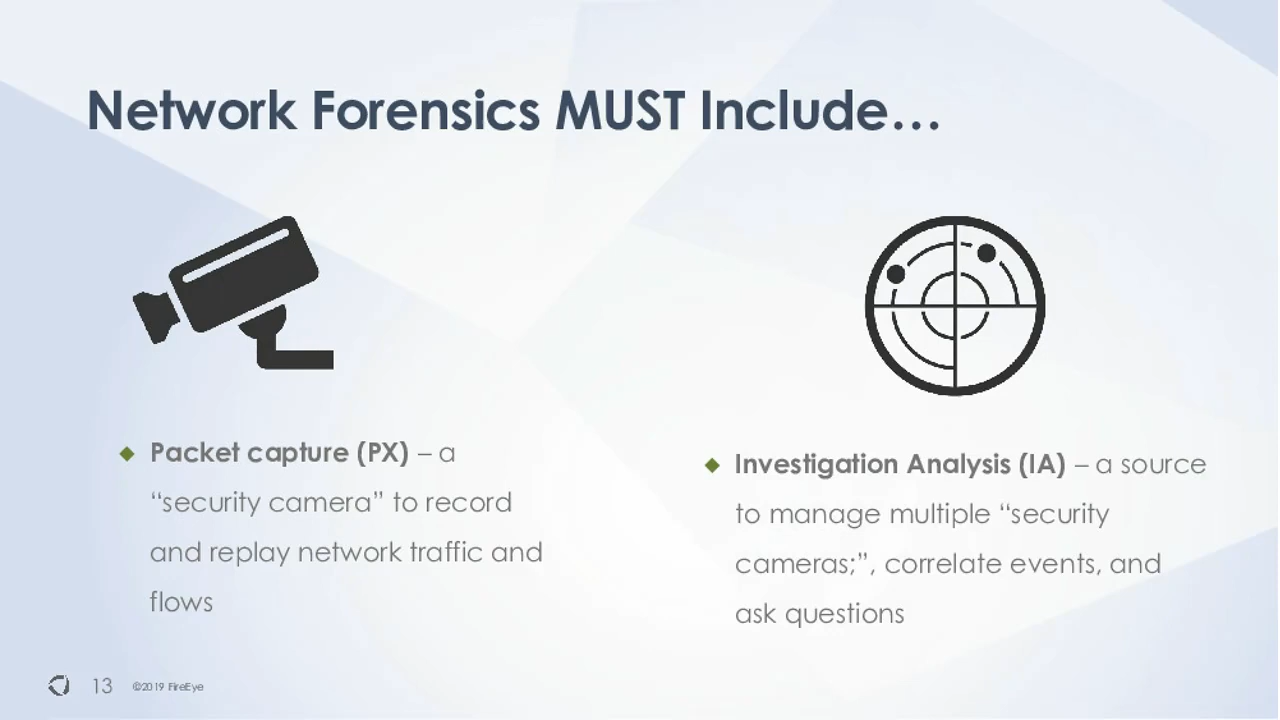 Network Forensics MUST Include…
Packet capture (PX) – a
“security camera” to record
and replay network traffic and
flows
Investigation Analysis (IA) – a source
to manage multiple “security
cameras;”, correlate events, and
ask questions
13 ©2019 FireEye